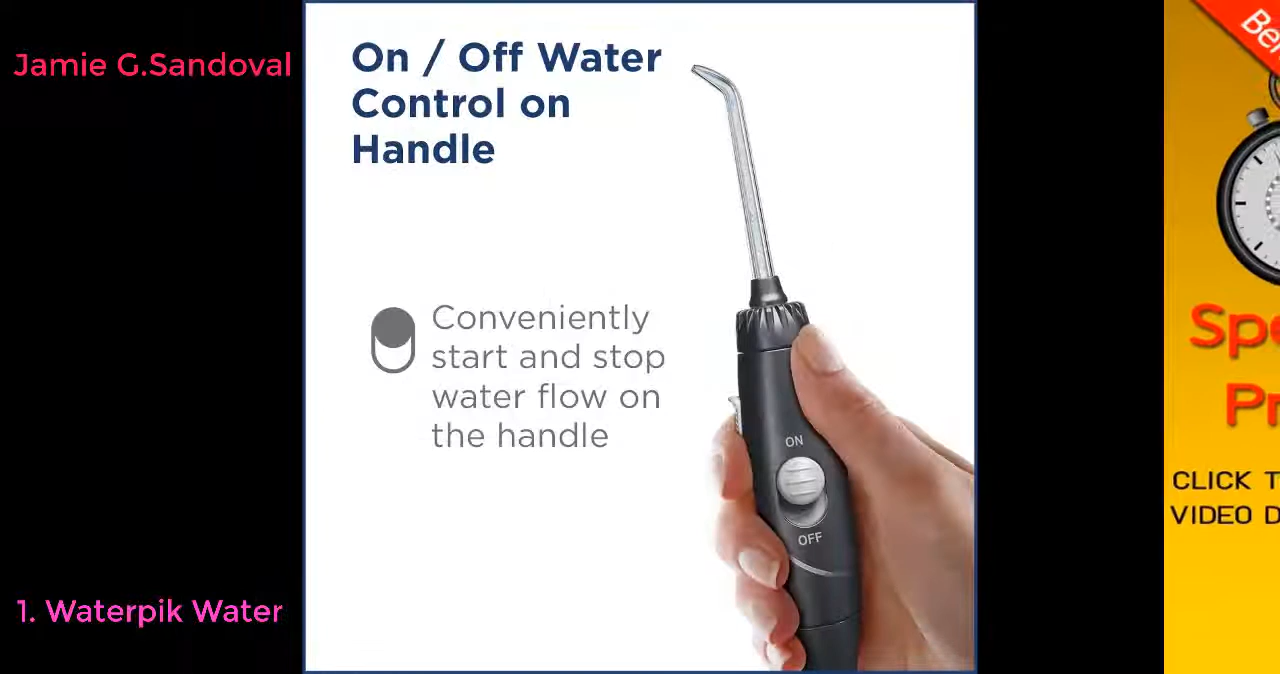 Jamie G.Sandoval
On / Off Water
Control on
Handle
Conveniently
start and stop
water flow on
the handle
ON
OFF
1. Waterpik Water
CLICK
VIDEO